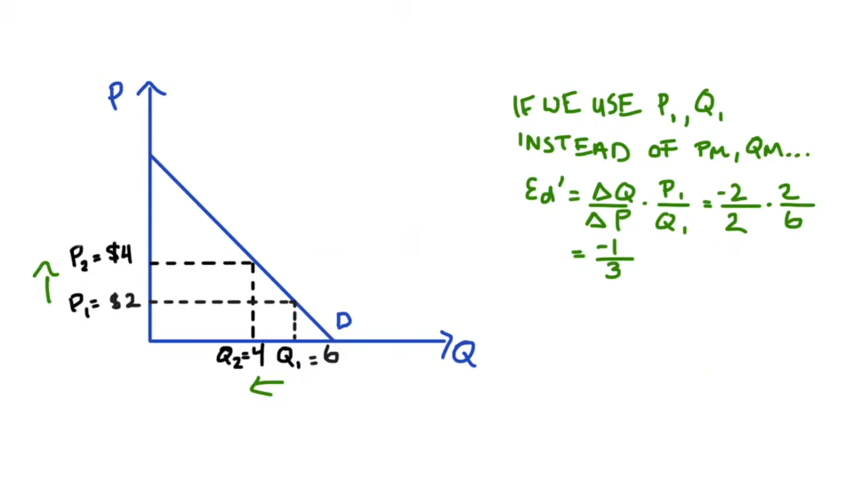 P
IF WE USE P₁, Q₁
INSTEAD OF PM, QM...
Ed' = ΔQ/ΔP · P₁/Q₁ = -2/2 · 2/6
= -1/3
P₂ = $4
P₁ = $2
D
Q₂=4 Q₁ = 6
Q